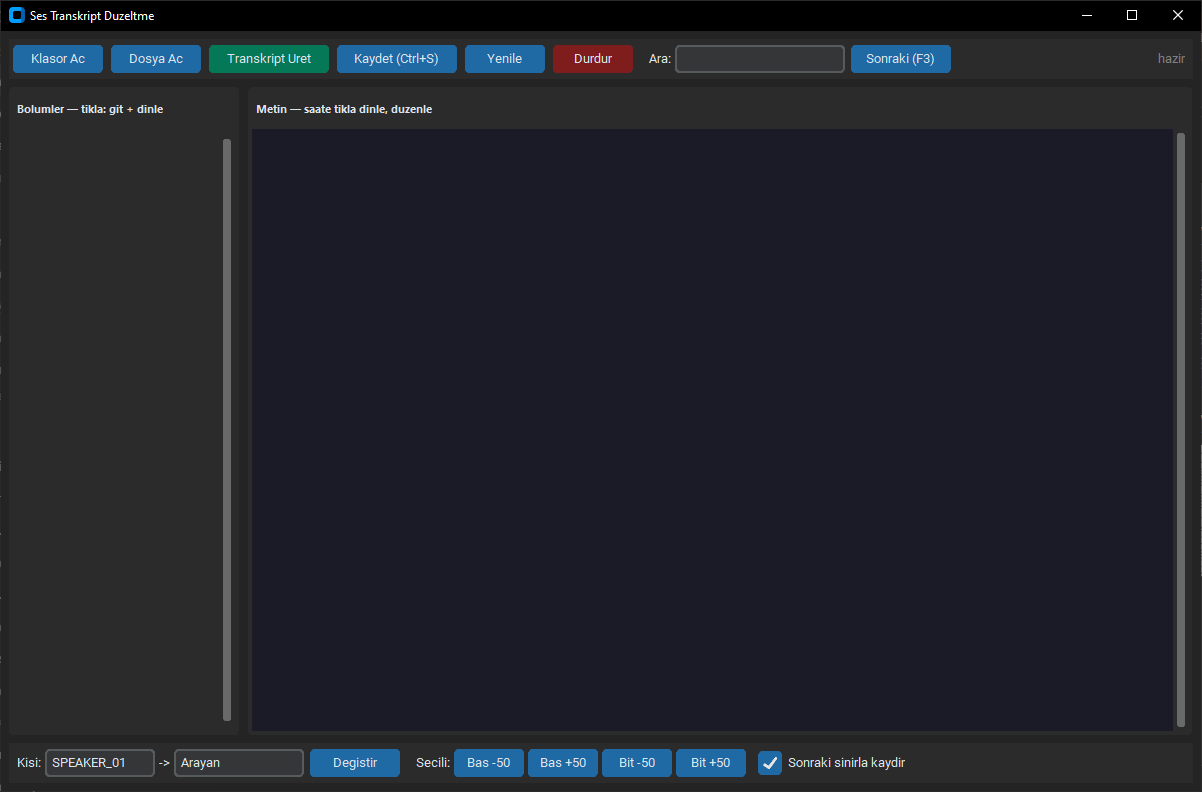 Ses Transkript Duzeltme
Klasor Ac Dosya Ac Transkript Uret Kaydet (Ctrl+S) Yenile Durdur Ara: Sonraki (F3) hazir
Bolumler — tikla: git + dinle
Metin — saate tikla dinle, duzenle
Kisi: SPEAKER_01 -> Arayan Degistir Secili: Bas -50 Bas +50 Bit -50 Bit +50 Sonraki sinirla kaydir